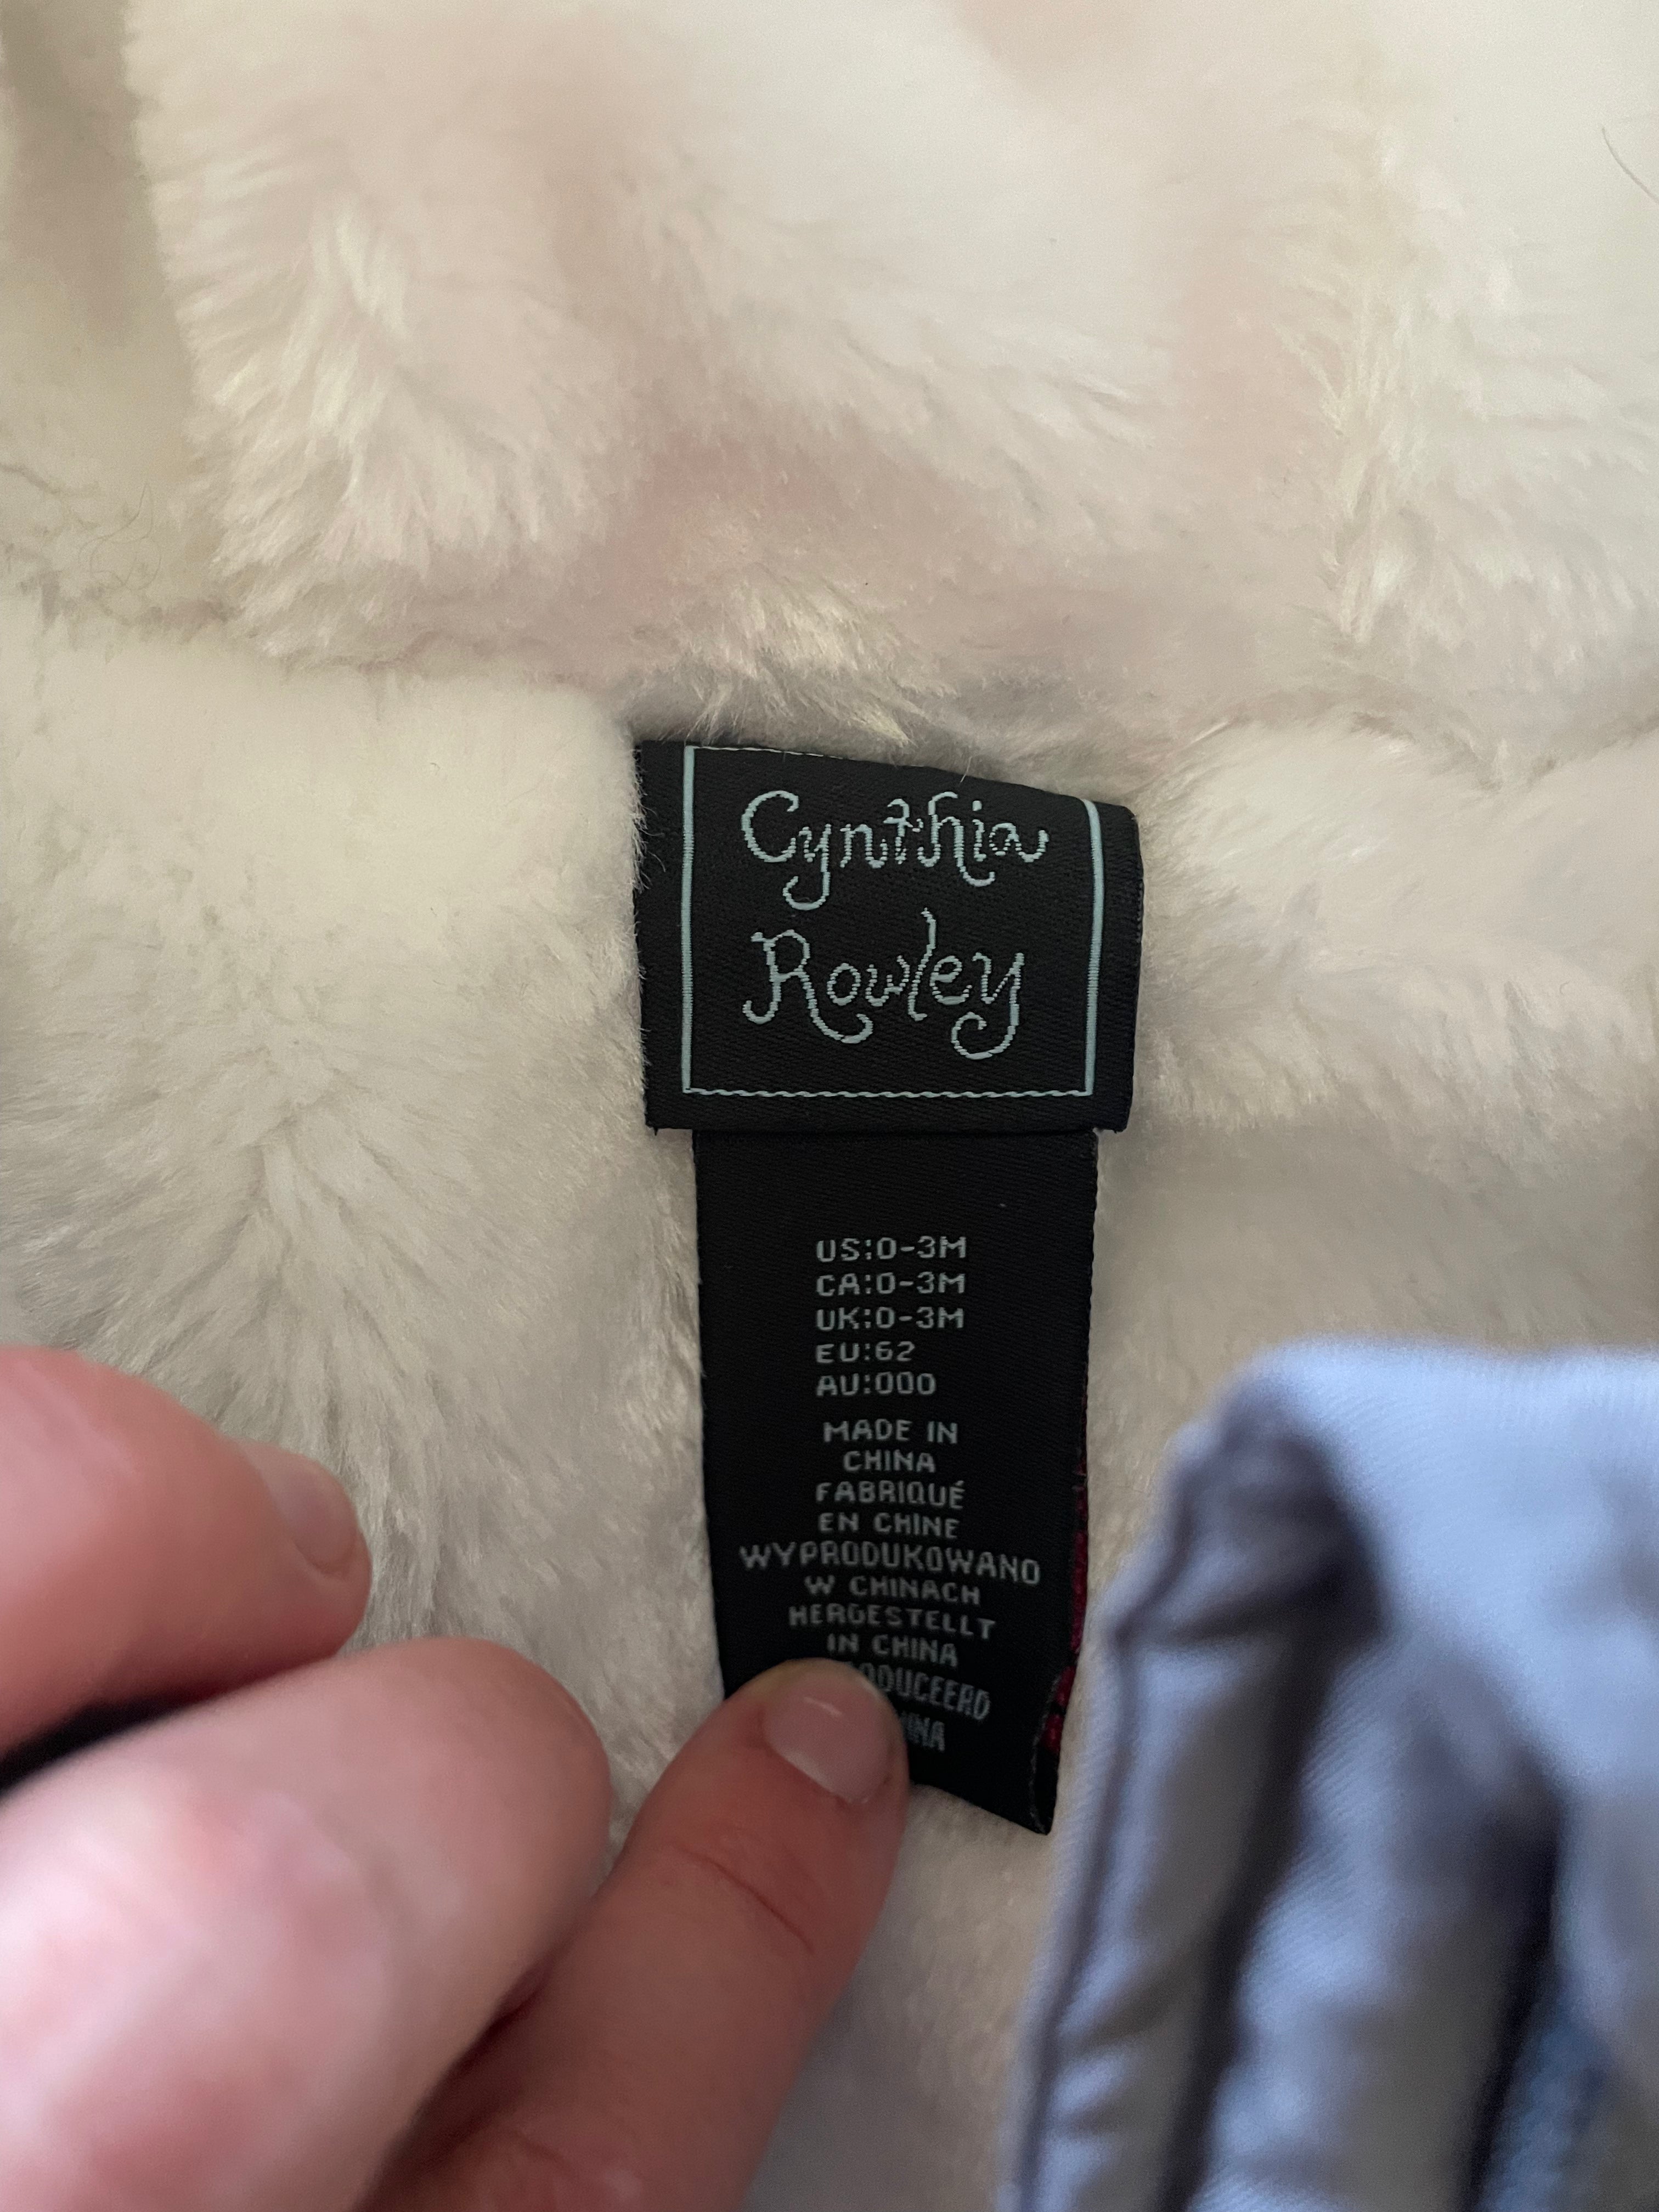 Cynthia
Rowley
US:0-3M
CA:0-3M
UK:0-3M
EU:62
AU:000
MADE IN
CHINA
FABRIQUÉ
EN CHINE
WYPRODUKOWANO
W CHINACH
HERGESTELLT
IN CHINA